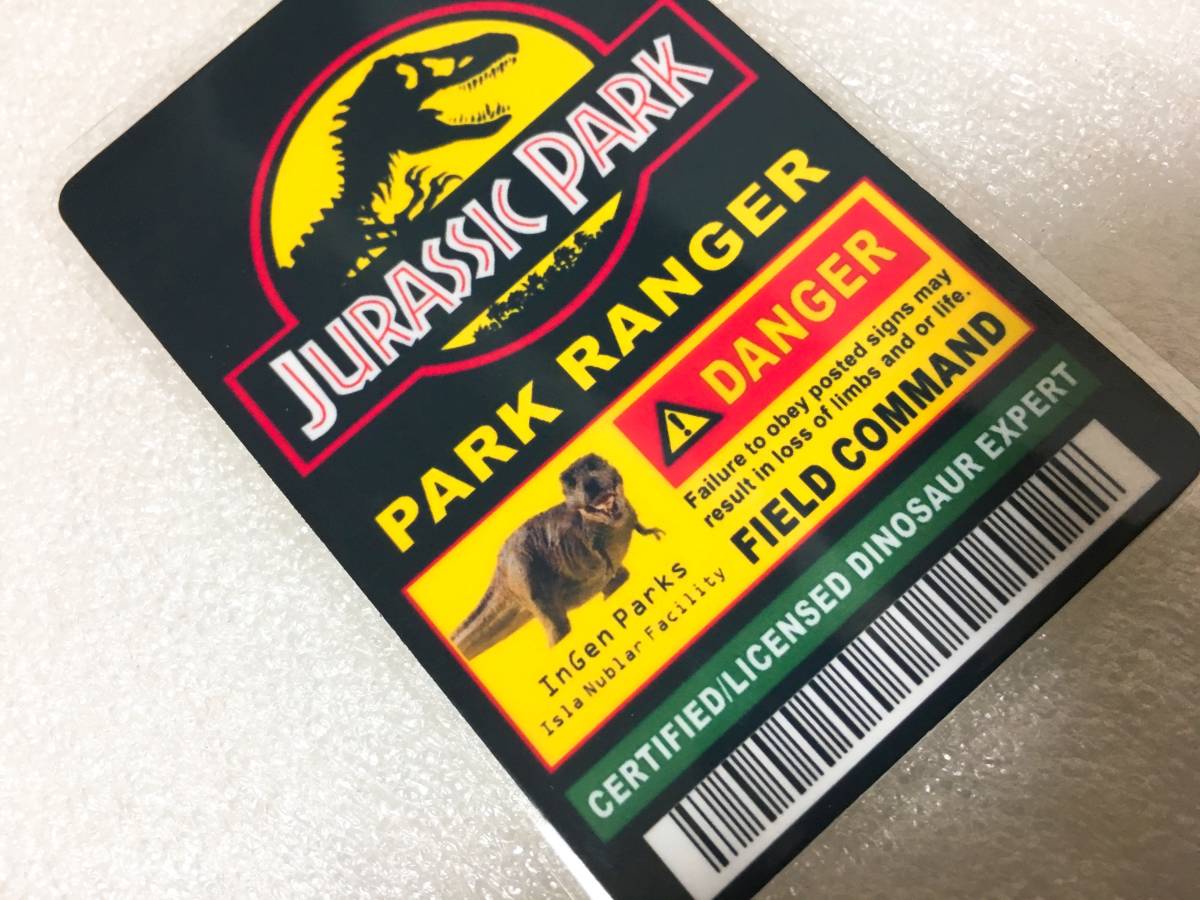 JURASSIC PARK
PARK RANGER
DANGER
Failure to obey posted signs may
result in loss of limbs and or life.
FIELD COMMAND
InGen Parks
Isla Nublar Facility
CERTIFIED/LICENSED DINOSAUR EXPERT